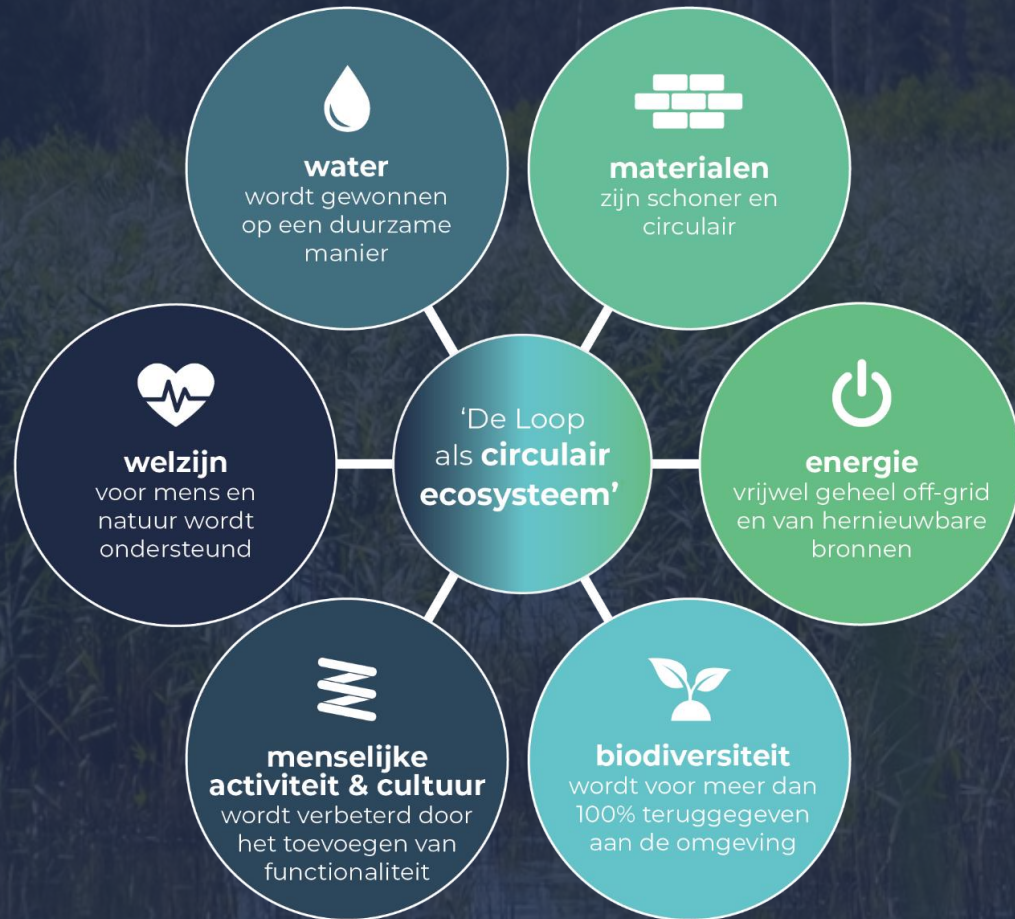 water
wordt gewonnen
op een duurzame
manier
materialen
zijn schoner en
circulair
welzijn
voor mens en
natuur wordt
ondersteund
'De Loop
als circulair
ecosysteem'
energie
vrijwel geheel off-grid
en van hernieuwbare
bronnen
menselijke
activiteit & cultuur
wordt verbeterd door
het toevoegen van
functionaliteit
biodiversiteit
wordt voor meer dan
100% teruggegeven
aan de omgeving